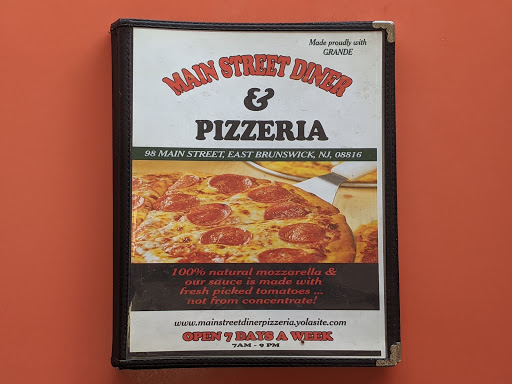 Made proudly with
GRANDE
MAIN STREET DINER
&
PIZZERIA
98 MAIN STREET, EAST BRUNSWICK, NJ, 08816
100% natural mozzarella &
our sauce is made with
fresh picked tomatoes ...
not from concentrate!
www.mainstreetdinerpizzeria.yolasite.com
OPEN 7 DAYS A WEEK
7AM - 9 PM